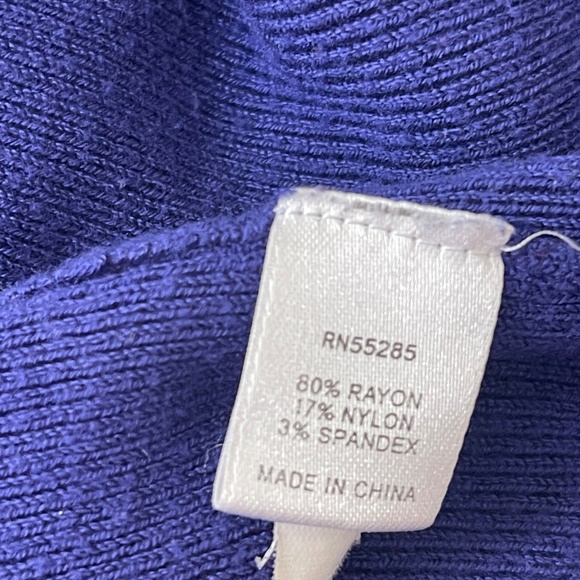 RN55285
80% RAYON
17% NYLON
3% SPANDEX
MADE IN CHINA